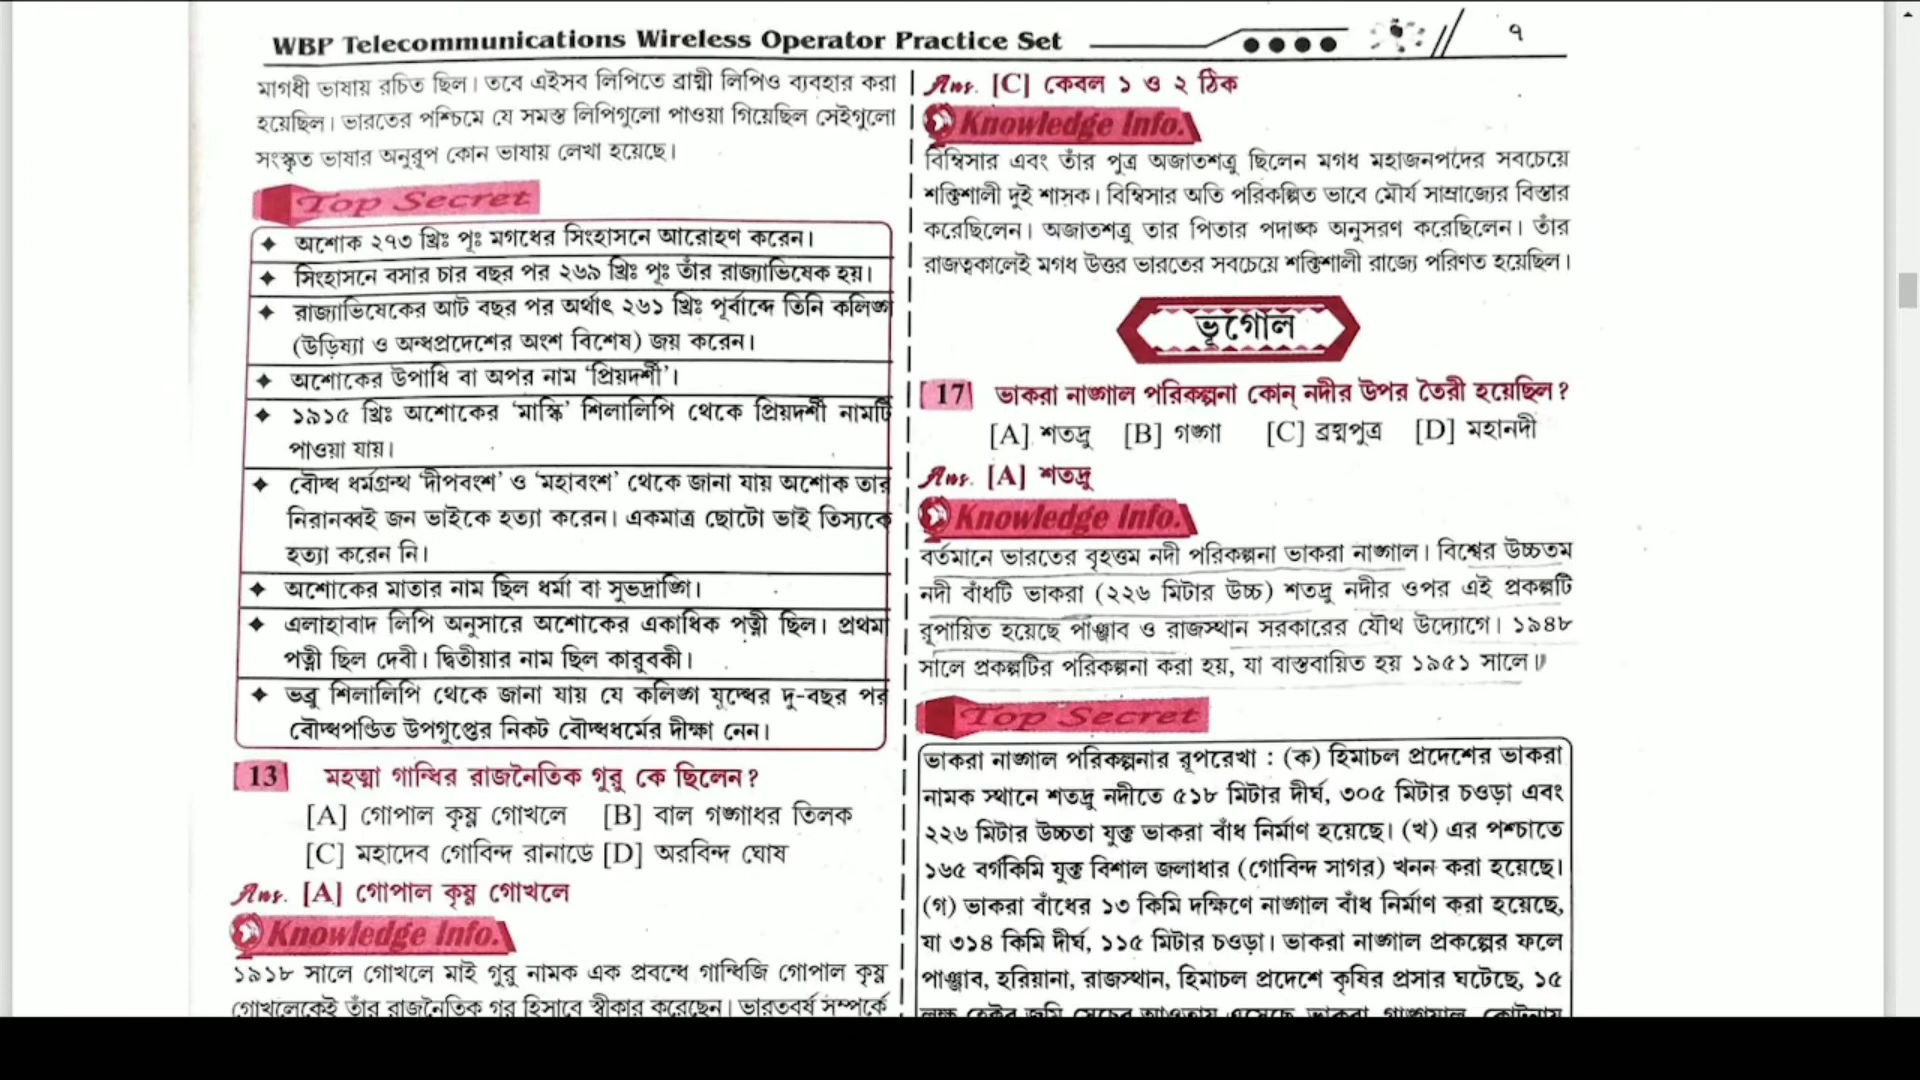 WBP Telecommunications Wireless Operator Practice Set
৭
মাগধী ভাষায় রচিত ছিল। তবে এইসব লিপিতে ব্রাহ্মী লিপিও ব্যবহার করা
হয়েছিল। ভারতের পশ্চিমে যে সমস্ত লিপিগুলো পাওয়া গিয়েছিল সেইগুলো
সংস্কৃত ভাষার অনুরূপ কোন ভাষায় লেখা হয়েছে।
Top Secret
✦ অশোক ২৭৩ খ্রিঃ পূঃ মগধের সিংহাসনে আরোহণ করেন।
✦ সিংহাসনে বসার চার বছর পর ২৬৯ খ্রিঃ পূঃ তাঁর রাজ্যাভিষেক হয়।
✦ রাজ্যাভিষেকের আট বছর পর অর্থাৎ ২৬১ খ্রিঃ পূর্বাব্দে তিনি কলিঙ্গ
(উড়িষ্যা ও অন্ধপ্রদেশের অংশ বিশেষ) জয় করেন।
✦ অশোকের উপাধি বা অপর নাম ‘প্রিয়দর্শী’।
✦ ১৯১৫ খ্রিঃ অশোকের ‘মাস্কি’ শিলালিপি থেকে প্রিয়দর্শী নামটি
পাওয়া যায়।
✦ বৌদ্ধ ধর্মগ্রন্থ ‘দীপবংশ’ ও ‘মহাবংশ’ থেকে জানা যায় অশোক তার
নিরানব্বই জন ভাইকে হত্যা করেন। একমাত্র ছোটো ভাই তিস্যকে
হত্যা করেন নি।
✦ অশোকের মাতার নাম ছিল ধর্মা বা সুভদ্রাঙ্গি।
✦ এলাহাবাদ লিপি অনুসারে অশোকের একাধিক পত্নী ছিল। প্রথমা
পত্নী ছিল দেবী। দ্বিতীয়ার নাম ছিল কারুবকী।
✦ ভব্রু শিলালিপি থেকে জানা যায় যে কলিঙ্গ যুদ্ধের দু-বছর পর
বৌদ্ধপন্ডিত উপগুপ্তের নিকট বৌদ্ধধর্মের দীক্ষা নেন।
13 মহত্মা গান্ধির রাজনৈতিক গুরু কে ছিলেন?
[A] গোপাল কৃষ্ণ গোখলে [B] বাল গঙ্গাধর তিলক
[C] মহাদেব গোবিন্দ রানাডে [D] অরবিন্দ ঘোষ
Ans. [A] গোপাল কৃষ্ণ গোখলে
Knowledge Info.
১৯১৮ সালে গোখলে মাই গুরু নামক এক প্রবন্ধে গান্ধিজি গোপাল কৃষ্ণ
গোখলেকেই তাঁর রাজনৈতিক গুরু হিসাবে স্বীকার করেছেন। ভারতবর্ষ সম্পর্কে
Ans. [C] কেবল ১ ও ২ ঠিক
Knowledge Info.
বিম্বিসার এবং তাঁর পুত্র অজাতশত্রু ছিলেন মগধ মহাজনপদের সবচেয়ে
শক্তিশালী দুই শাসক। বিম্বিসার অতি পরিকল্পিত ভাবে মৌর্য সাম্রাজ্যের বিস্তার
করেছিলেন। অজাতশত্রু তার পিতার পদাঙ্ক অনুসরণ করেছিলেন। তাঁর
রাজত্বকালেই মগধ উত্তর ভারতের সবচেয়ে শক্তিশালী রাজ্যে পরিণত হয়েছিল।
ভূগোল
17 ভাকরা নাঙ্গাল পরিকল্পনা কোন্ নদীর উপর তৈরী হয়েছিল?
[A] শতদ্রু [B] গঙ্গা [C] ব্রহ্মপুত্র [D] মহানদী
Ans. [A] শতদ্রু
Knowledge Info.
বর্তমানে ভারতের বৃহত্তম নদী পরিকল্পনা ভাকরা নাঙ্গাল। বিশ্বের উচ্চতম
নদী বাঁধটি ভাকরা (২২৬ মিটার উচ্চ) শতদ্রু নদীর ওপর এই প্রকল্পটি
রূপায়িত হয়েছে পাঞ্জাব ও রাজস্থান সরকারের যৌথ উদ্যোগে। ১৯৪৮
সালে প্রকল্পটির পরিকল্পনা করা হয়, যা বাস্তবায়িত হয় ১৯৫১ সালে।
Top Secret
ভাকরা নাঙ্গাল পরিকল্পনার রূপরেখা : (ক) হিমাচল প্রদেশের ভাকরা
নামক স্থানে শতদ্রু নদীতে ৫১৮ মিটার দীর্ঘ, ৩০৫ মিটার চওড়া এবং
২২৬ মিটার উচ্চতা যুক্ত ভাকরা বাঁধ নির্মাণ হয়েছে। (খ) এর পশ্চাতে
১৬৫ বর্গকিমি যুক্ত বিশাল জলাধার (গোবিন্দ সাগর) খনন করা হয়েছে।
(গ) ভাকরা বাঁধের ১৩ কিমি দক্ষিণে নাঙ্গাল বাঁধ নির্মাণ করা হয়েছে,
যা ৩১৪ কিমি দীর্ঘ, ১১৫ মিটার চওড়া। ভাকরা নাঙ্গাল প্রকল্পের ফলে
পাঞ্জাব, হরিয়ানা, রাজস্থান, হিমাচল প্রদেশে কৃষির প্রসার ঘটেছে, ১৫
লক্ষ হেক্টর জমি সেচের আওতায় এসেছে